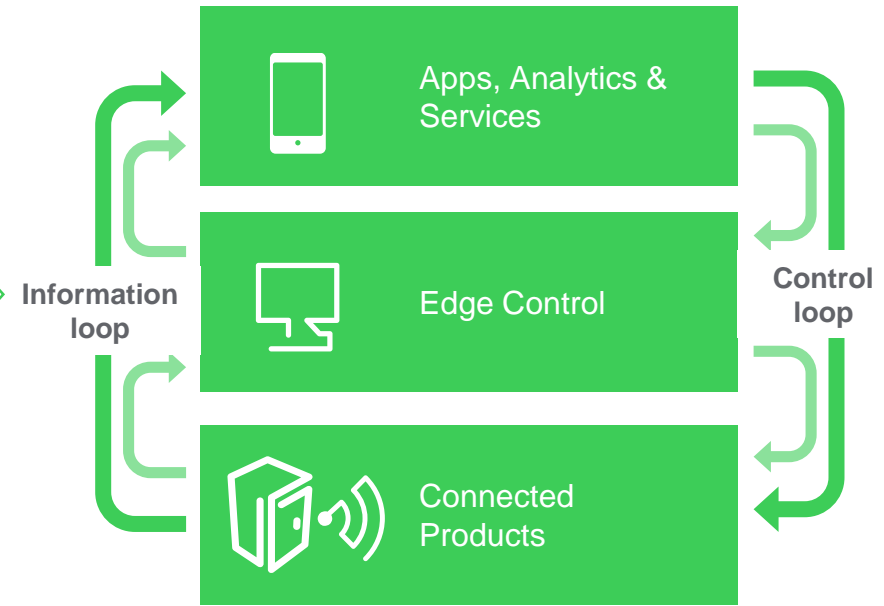 Apps, Analytics &
Services
Information
loop
Edge Control
Control
loop
Connected
Products